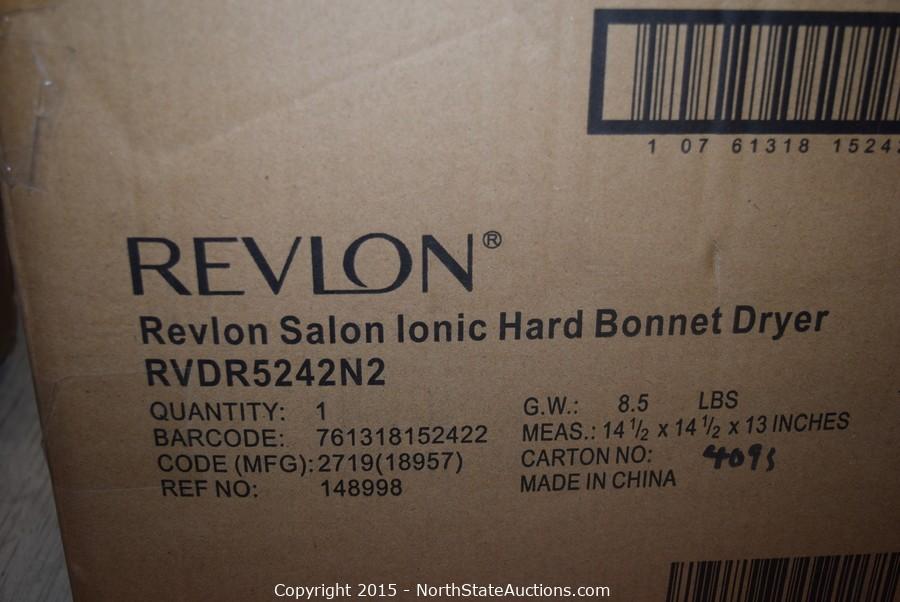 1 07 61318 1524
REVLON®
Revlon Salon Ionic Hard Bonnet Dryer
RVDR5242N2
QUANTITY: 1 G.W.: 8.5 LBS
BARCODE: 761318152422 MEAS.: 14 1/2 x 14 1/2 x 13 INCHES
CODE (MFG): 2719(18957) CARTON NO:
REF NO: 148998 MADE IN CHINA
Copyright 2015 - NorthStateAuctions.com